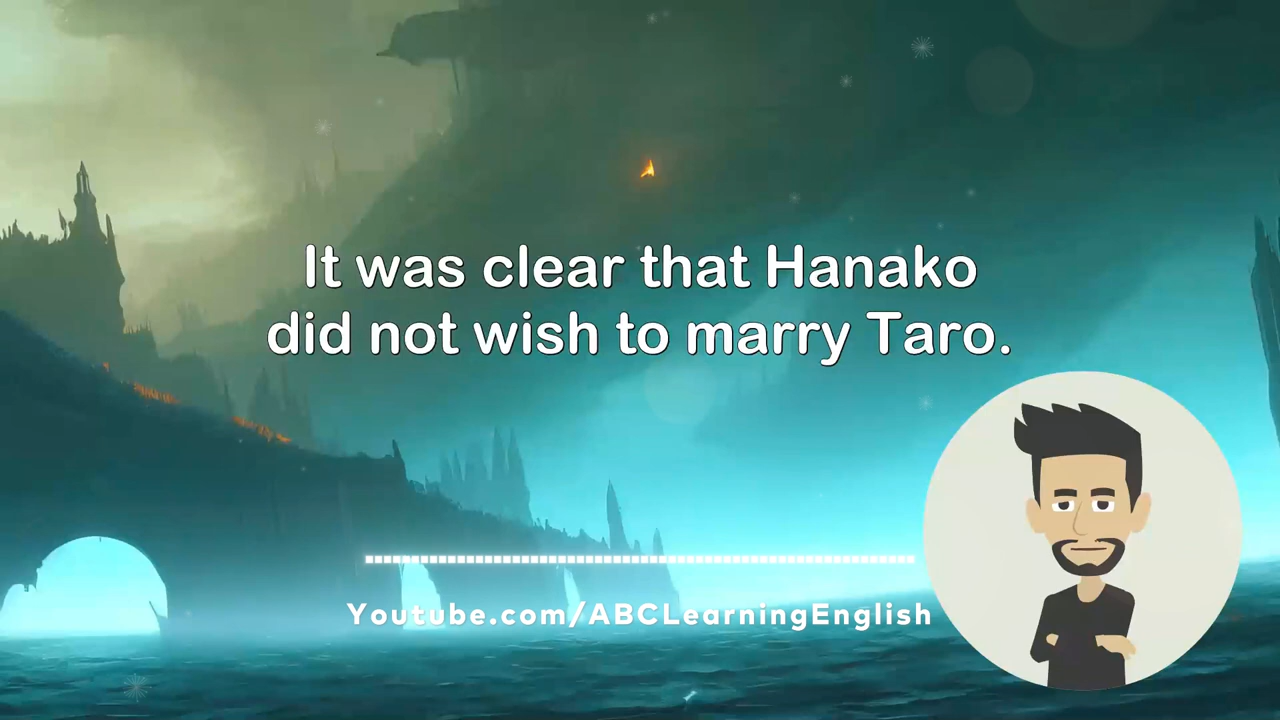 It was clear that Hanako
did not wish to marry Taro.
Youtube.com/ABCLearningEnglish